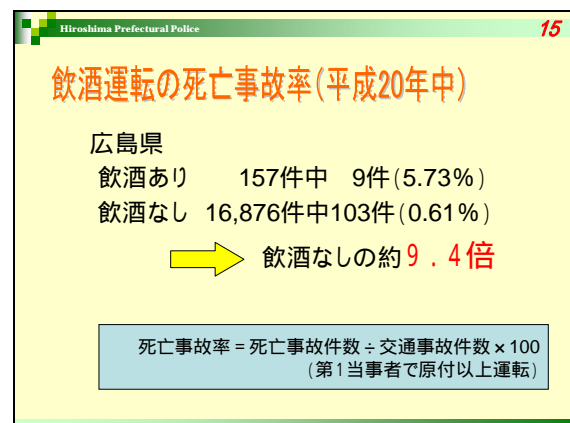 Hiroshima Prefectural Police 15
飲酒運転の死亡事故率(平成20年中)
広島県
飲酒あり 157件中 9件(5.73%)
飲酒なし 16,876件中103件(0.61%)
飲酒なしの約9.4倍
死亡事故率=死亡事故件数÷交通事故件数×100
(第1当事者で原付以上運転)